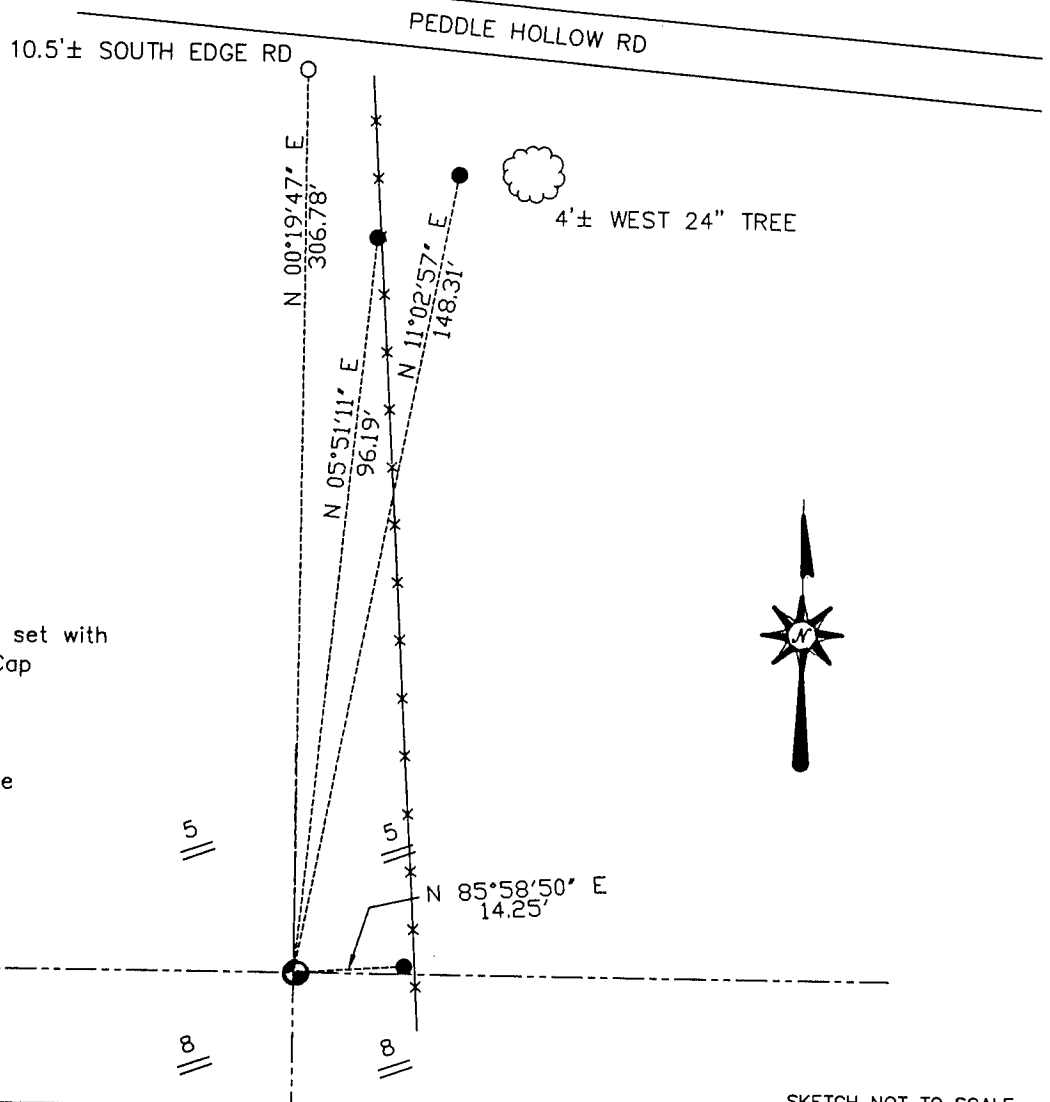 PEDDLE HOLLOW RD
10.5'± SOUTH EDGE RD
N 00°19'47" E
306.78'
4'± WEST 24" TREE
N 11°02'57" E
148.31'
N 05°51'11" E
96.19'
set with
Cap
N
e
5
5
N 85°58'50" E
14.25'
8
8
SKETCH NOT TO SCALE